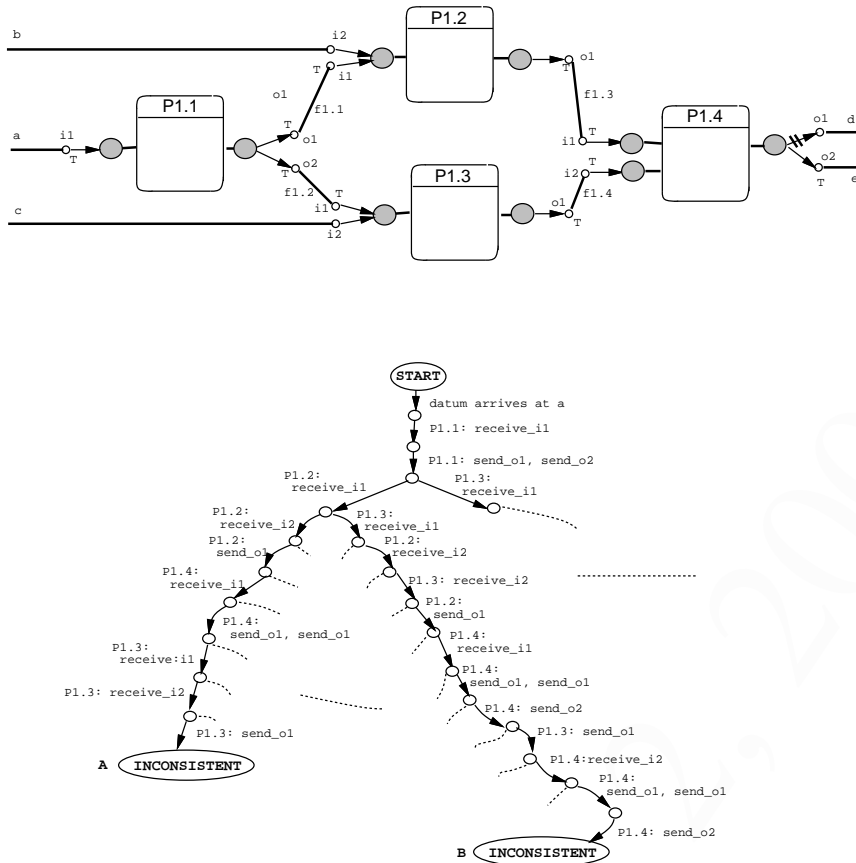 b
i2
P1.2
T
i1
o1
T
o1
f1.1
f1.3
P1.1
T
o1
P1.4
o1
d
a
i1
T
i1
T
o2
T
f1.2
T
i1
P1.3
i2
T
f1.4
o1
T
o2
T
e
c
i2
START
datum arrives at a
P1.1: receive_i1
P1.1: send_o1, send_o2
P1.2:
receive_i1
P1.3:
receive_i1
P1.2:
receive_i2
P1.3:
receive_i1
P1.2:
send_o1
P1.2:
receive_i2
P1.4:
receive_i1
P1.3: receive_i2
P1.4:
send_o1, send_o1
P1.2:
send_o1
P1.3:
receive:i1
P1.4:
receive_i1
P1.3: receive_i2
P1.4:
send_o1, send_o1
P1.4: send_o2
P1.3: send_o1
P1.3: send_o1
A
INCONSISTENT
P1.4:receive_i2
P1.4:
send_o1, send_o1
P1.4: send_o2
B
INCONSISTENT
2, 200